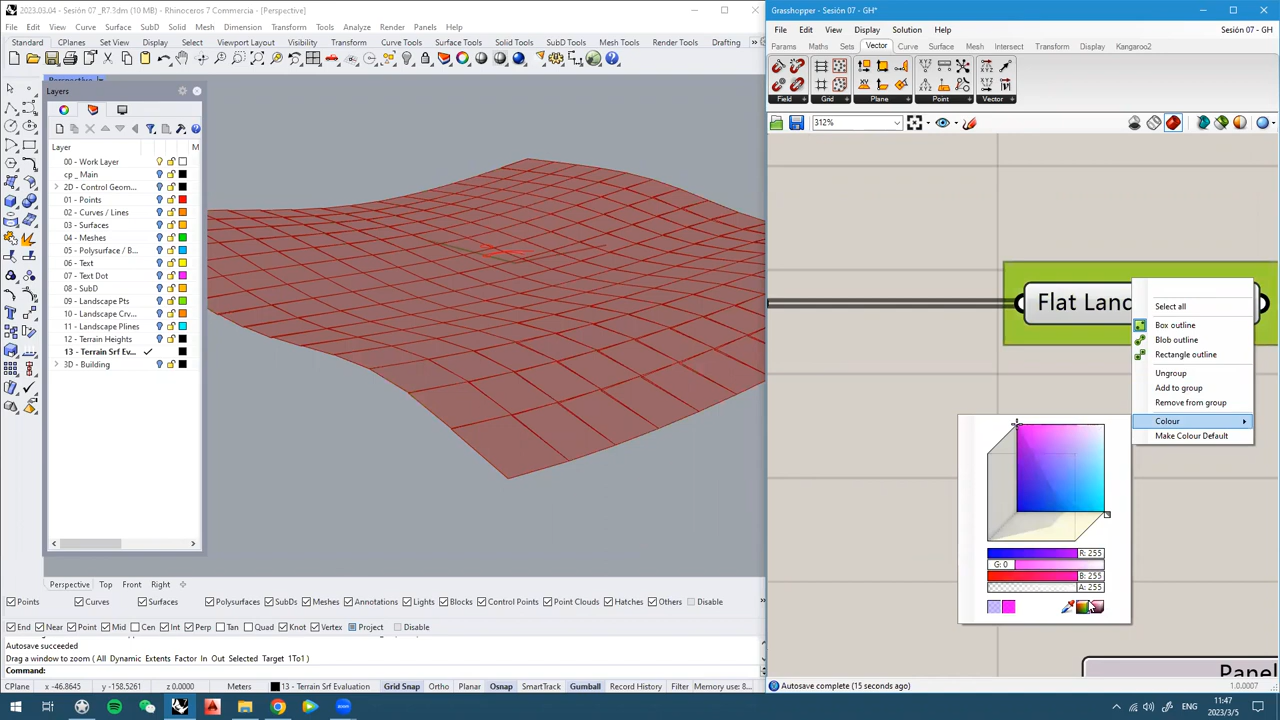 2023.03.04 - Sesión 07_R7.3dm (10 MB) - Rhinoceros 7 Commercial - [Perspective]
File Edit View Curve Surface SubD Solid Mesh Dimension Transform Tools Analyze Render Panels Help
Standard CPlanes Set View Display Select Viewport Layout Visibility Transform Curve Tools Surface Tools Solid Tools SubD Tools Mesh Tools Render Tools Drafting »
Perspective
Layers
Layer M
00 - Work Layer
cp _ Main
2D - Control Geom...
01 - Points
02 - Curves / Lines
03 - Surfaces
04 - Meshes
05 - Polysurface / B...
06 - Text
07 - Text Dot
08 - SubD
09 - Landscape Pts
10 - Landscape Crv...
11 - Landscape Plines
12 - Terrain Heights
13 - Terrain Srf Ev...
3D - Building
Perspective Top Front Right
Points Curves Surfaces Polysurfaces Meshes Annotations Lights Blocks Control Points Point Clouds Hatches Others Disable
End Near Point Mid Cen Int Perp Tan Quad Knot Vertex Project Disable
Autosave succeeded
Drag a window to zoom ( All Dynamic Extents Factor In Out Selected Target 1To1 )
Command:
CPlane x -46.8645 y -158.5261 z 0.0000 Meters 13 - Terrain Srf Evaluation Grid Snap Ortho Planar Osnap SmartTrack Gumball Record History Filter Memory use: 8...
Grasshopper - Sesión 07 - GH*
File Edit View Display Solution Help Sesión 07 - GH*
Params Maths Sets Vector Curve Surface Mesh Intersect Transform Display Kangaroo2
Field Grid Plane Point Vector
312%
Flat Lan
Select all
Box outline
Blob outline
Rectangle outline
Ungroup
Add to group
Remove from group
Colour
Make Colour Default
R: 255
G: 0
B: 255
A: 255
Panel
Autosave complete (15 seconds ago) 1.0.0007
ENG 11:47
2023/3/5